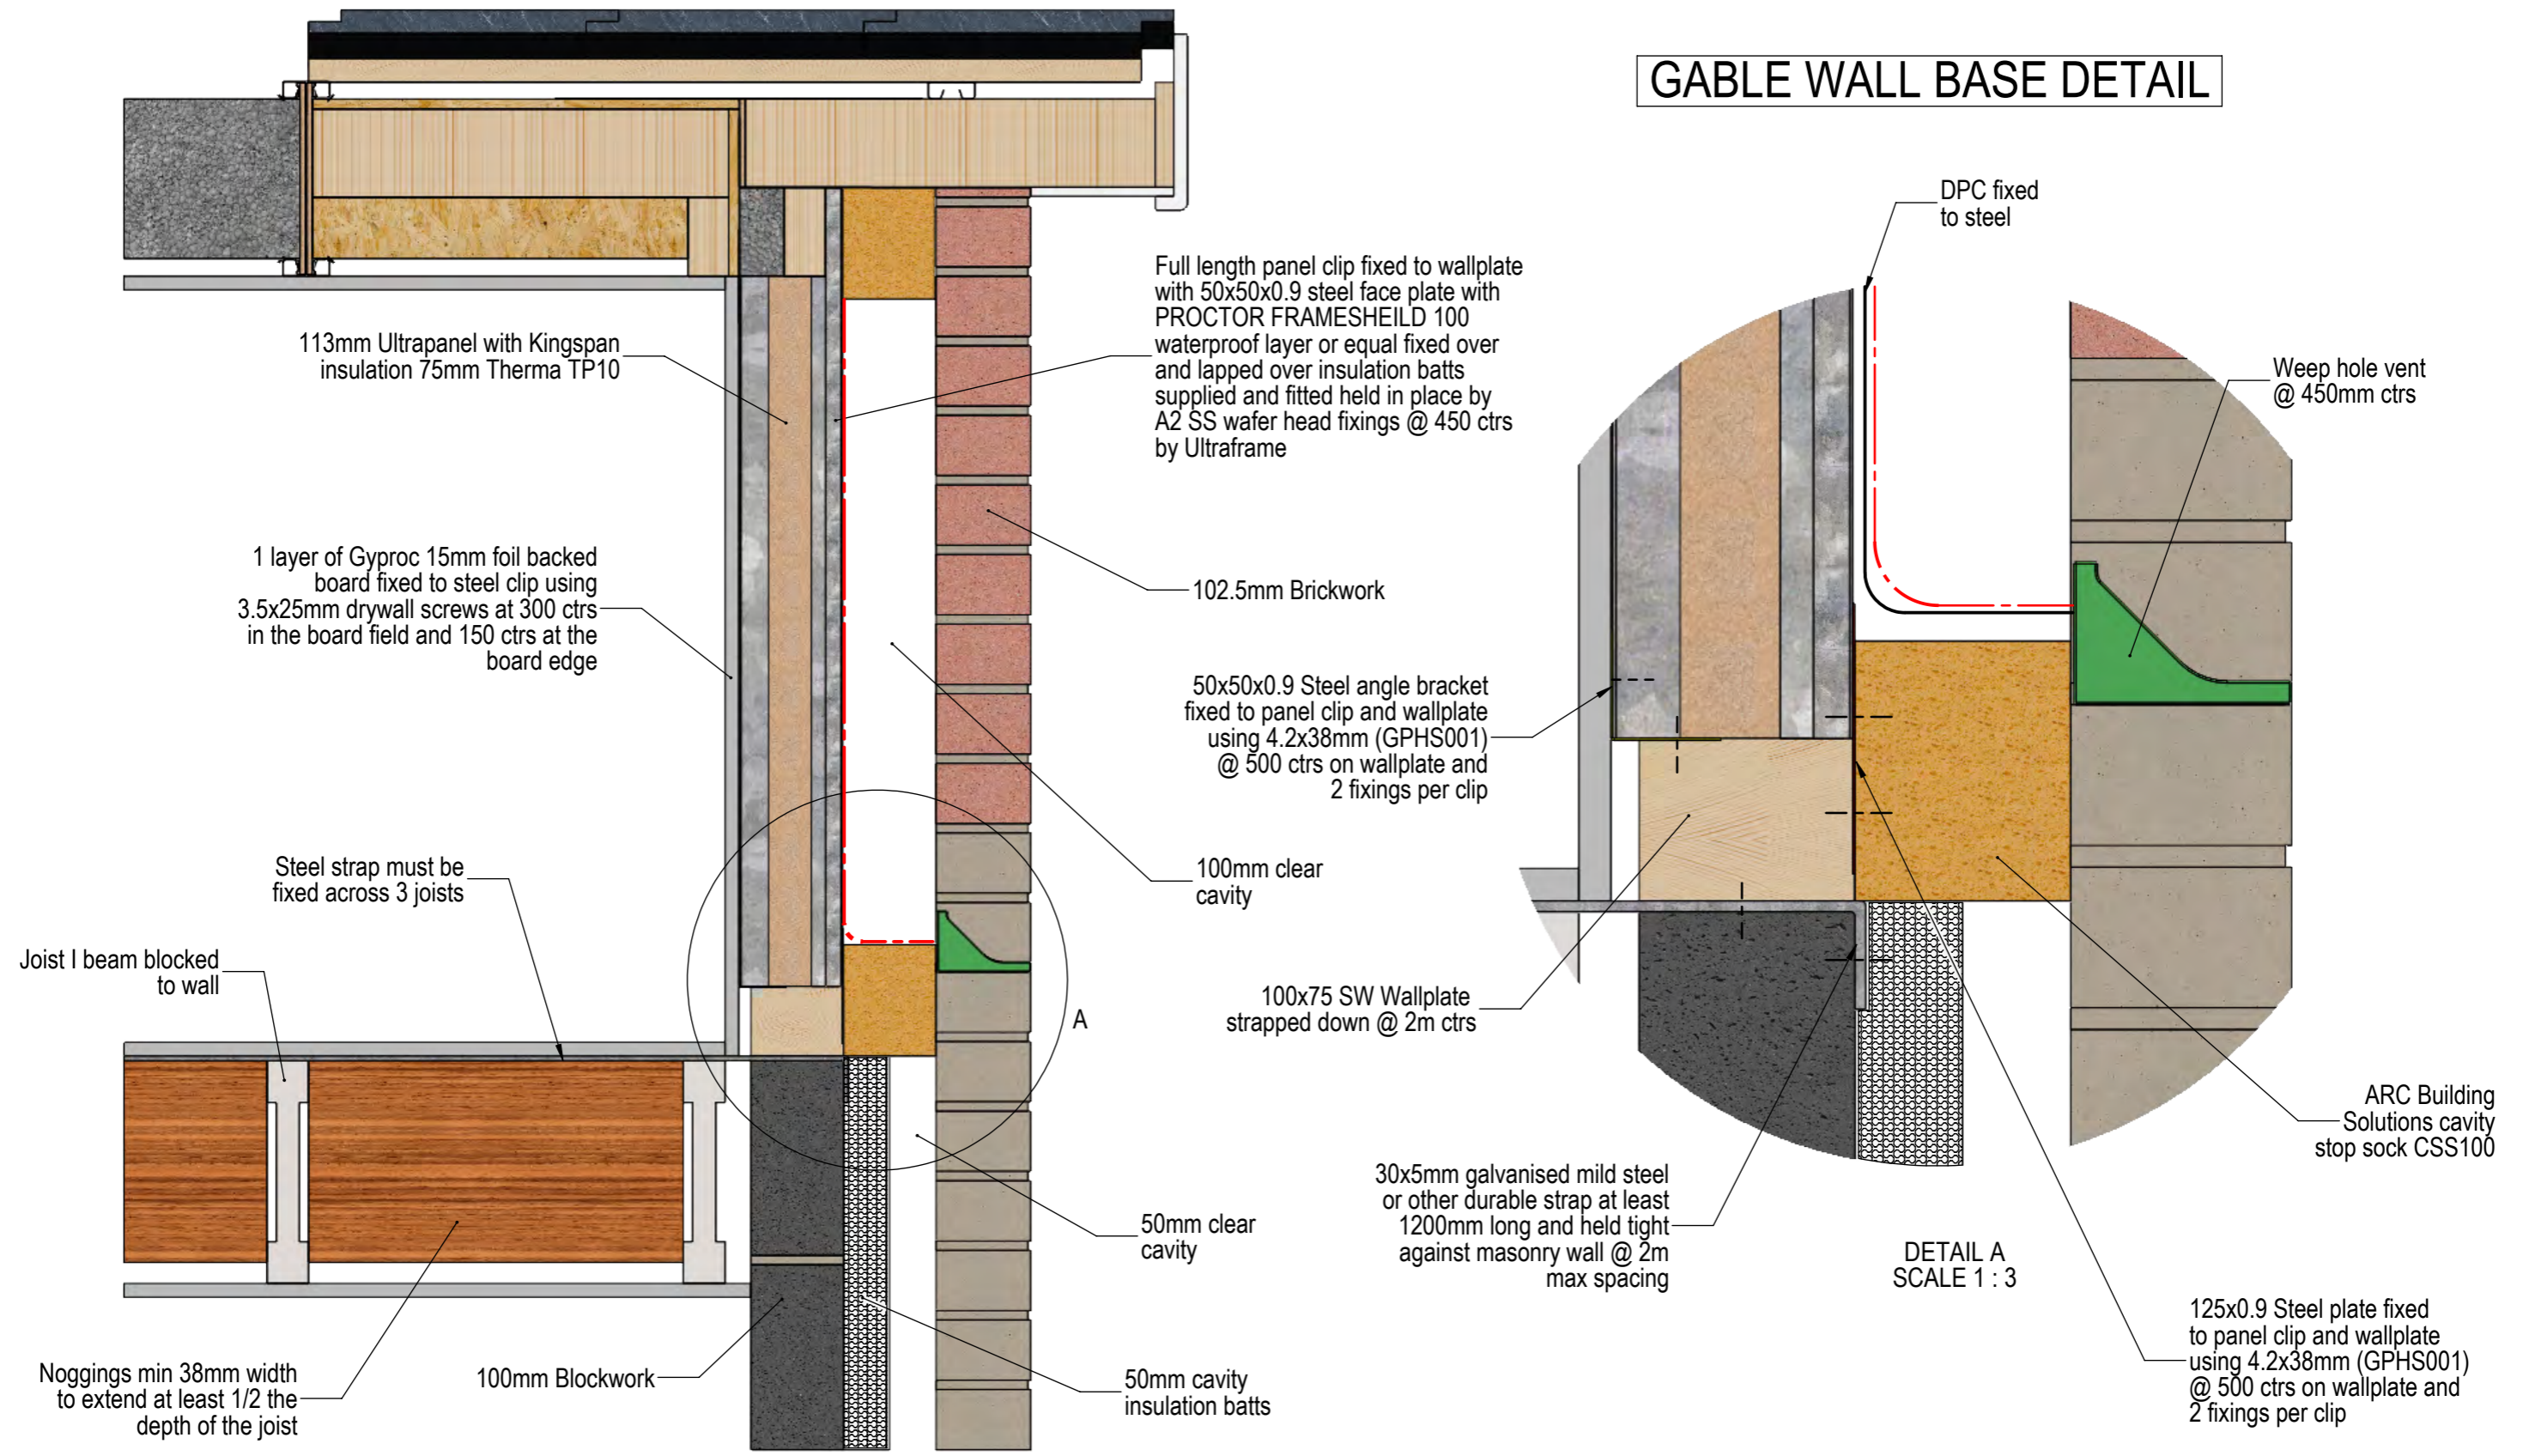 GABLE WALL BASE DETAIL
DPC fixed
to steel
Full length panel clip fixed to wallplate
with 50x50x0.9 steel face plate with
PROCTOR FRAMESHEILD 100
waterproof layer or equal fixed over
and lapped over insulation batts
supplied and fitted held in place by
A2 SS wafer head fixings @ 450 ctrs
by Ultraframe
113mm Ultrapanel with Kingspan
insulation 75mm Therma TP10
Weep hole vent
@ 450mm ctrs
1 layer of Gyproc 15mm foil backed
board fixed to steel clip using
3.5x25mm drywall screws at 300 ctrs
in the board field and 150 ctrs at the
board edge
102.5mm Brickwork
50x50x0.9 Steel angle bracket
fixed to panel clip and wallplate
using 4.2x38mm (GPHS001)
@ 500 ctrs on wallplate and
2 fixings per clip
Steel strap must be
fixed across 3 joists
100mm clear
cavity
Joist I beam blocked
to wall
A
100x75 SW Wallplate
strapped down @ 2m ctrs
ARC Building
Solutions cavity
stop sock CSS100
30x5mm galvanised mild steel
or other durable strap at least
1200mm long and held tight
against masonry wall @ 2m
max spacing
50mm clear
cavity
DETAIL A
SCALE 1 : 3
125x0.9 Steel plate fixed
to panel clip and wallplate
using 4.2x38mm (GPHS001)
@ 500 ctrs on wallplate and
2 fixings per clip
Noggings min 38mm width
to extend at least 1/2 the
depth of the joist
100mm Blockwork
50mm cavity
insulation batts